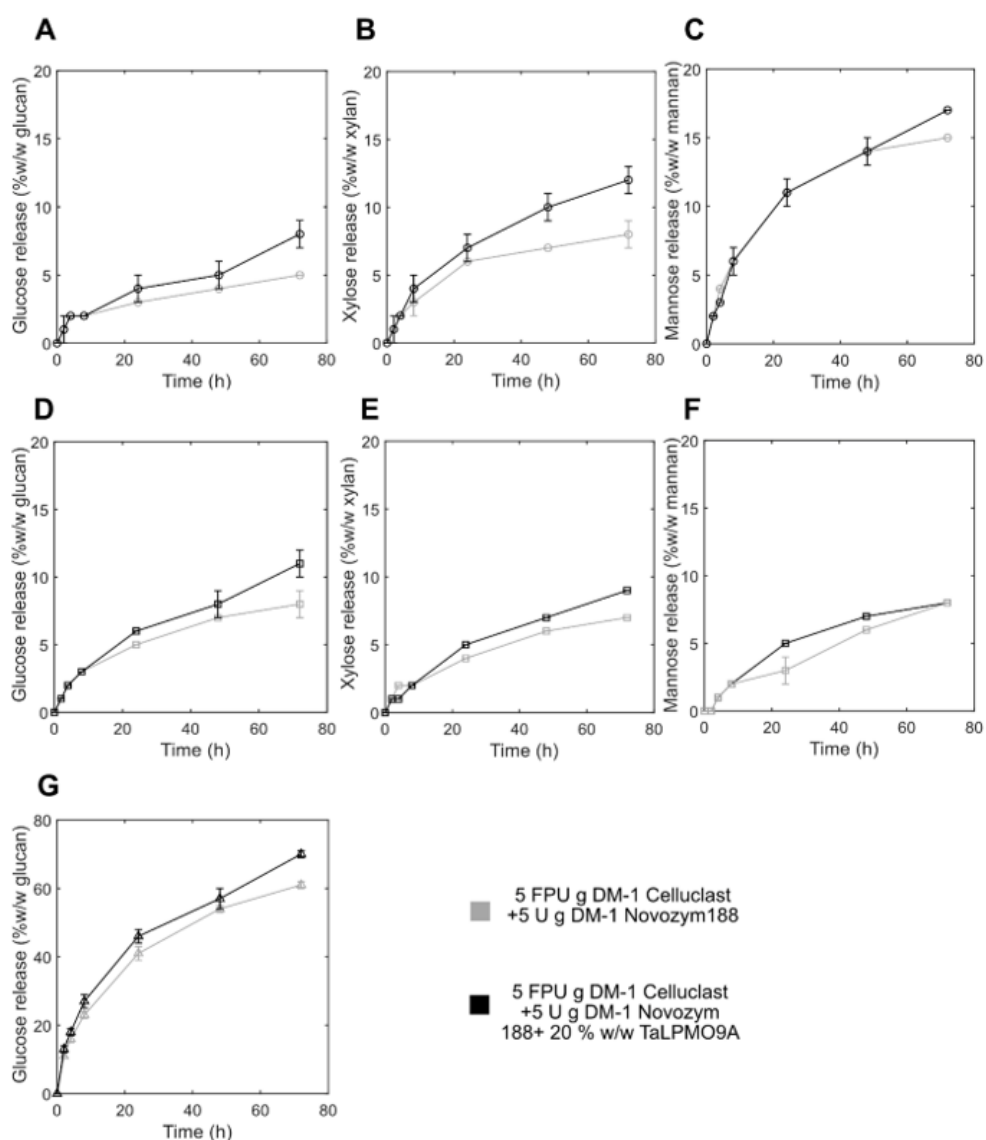 A
B
C
20
15
10
5
0
Glucose release (%w/w glucan)
0 20 40 60 80
Time (h)
20
15
10
5
0
Xylose release (%w/w xylan)
0 20 40 60 80
Time (h)
20
15
10
5
0
Mannose release (%w/w mannan)
0 20 40 60 80
Time (h)
D
E
F
20
15
10
5
0
Glucose release (%w/w glucan)
0 20 40 60 80
Time (h)
20
15
10
5
0
Xylose release (%w/w xylan)
0 20 40 60 80
Time (h)
20
15
10
5
0
Mannose release (%w/w mannan)
0 20 40 60 80
Time (h)
G
80
60
40
20
0
Glucose release (%w/w glucan)
0 20 40 60 80
Time (h)
5 FPU g DM-1 Celluclast
+5 U g DM-1 Novozym188
5 FPU g DM-1 Celluclast
+5 U g DM-1 Novozym
188+ 20 % w/w TaLPMO9A